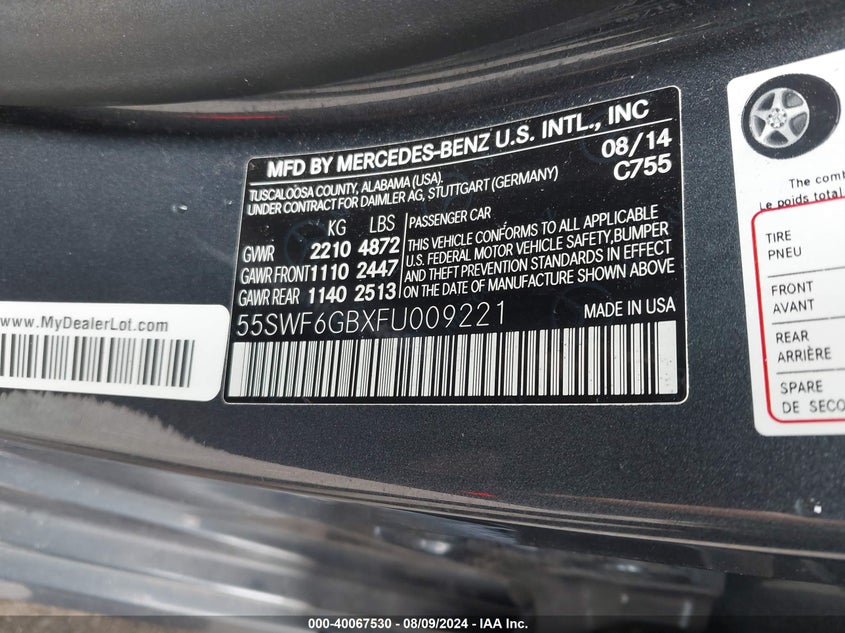 MFD BY MERCEDES-BENZ U.S. INTL., INC
08/14
TUSCALOOSA COUNTY, ALABAMA (USA).
UNDER CONTRACT FOR DAIMLER AG, STUTTGART (GERMANY)
C755
KG LBS
GVWR 2210 4872
GAWR FRONT 1110 2447
GAWR REAR 1140 2513
PASSENGER CAR
THIS VEHICLE CONFORMS TO ALL APPLICABLE
U.S. FEDERAL MOTOR VEHICLE SAFETY,BUMPER
AND THEFT PREVENTION STANDARDS IN EFFECT
ON THE DATE OF MANUFACTURE SHOWN ABOVE
55SWF6GBXFU009221
MADE IN USA
www.MyDealerLot.com
The comb
Le poids total
TIRE
PNEU
FRONT
AVANT
REAR
ARRIÈRE
SPARE
DE SECO
000-40067530 - 08/09/2024 - IAA Inc.